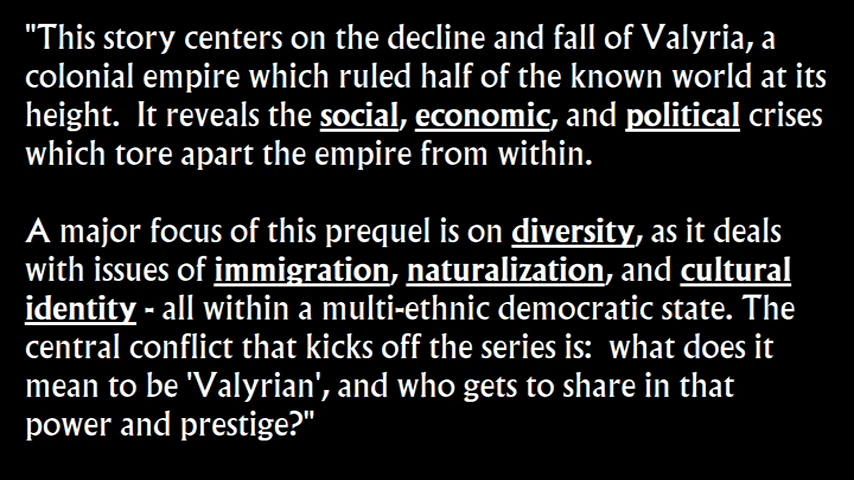 "This story centers on the decline and fall of Valyria, a
colonial empire which ruled half of the known world at its
height.  It reveals the social, economic, and political crises
which tore apart the empire from within.
A major focus of this prequel is on diversity, as it deals
with issues of immigration, naturalization, and cultural
identity - all within a multi-ethnic democratic state. The
central conflict that kicks off the series is:  what does it
mean to be 'Valyrian', and who gets to share in that
power and prestige?"